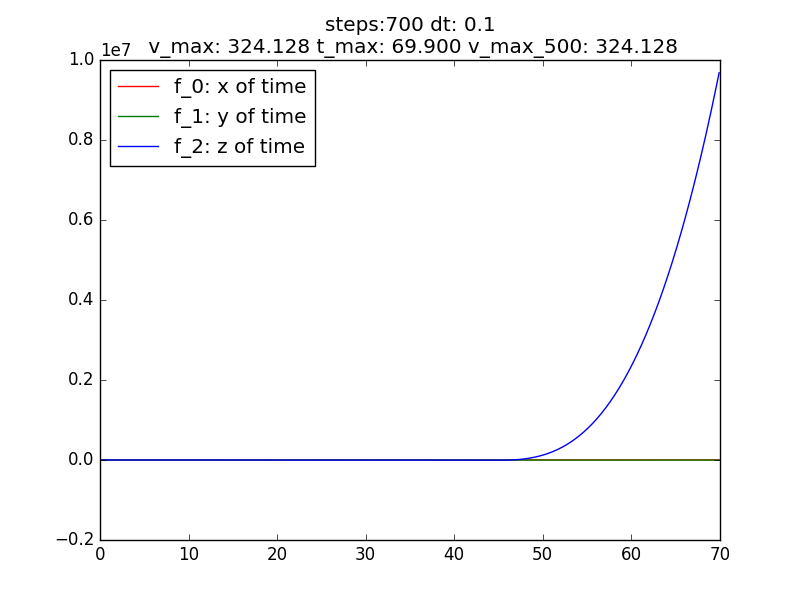 steps:700 dt: 0.1
v_max: 324.128 t_max: 69.900 v_max_500: 324.128
1e7
1.0
f_0: x of time
f_1: y of time
f_2: z of time
0.8
0.6
0.4
0.2
0.0
−0.2
0 10 20 30 40 50 60 70